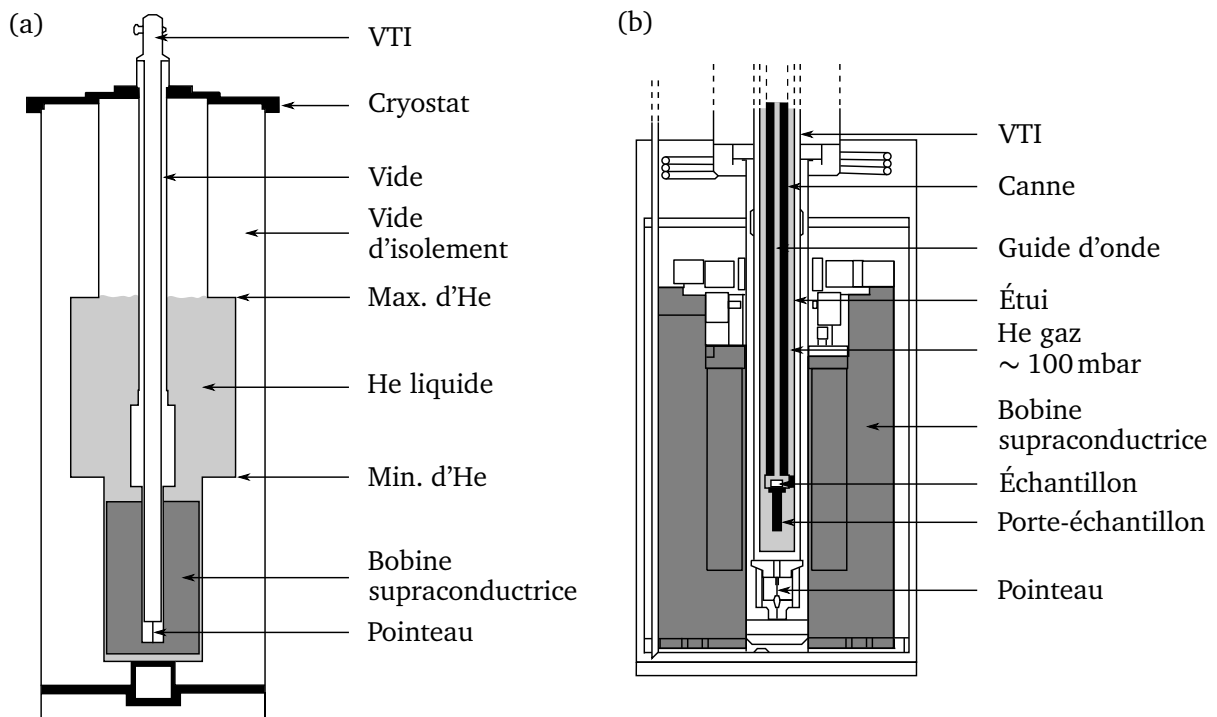 (a)
VTI
Cryostat
Vide
Vide
d'isolement
Max. d'He
He liquide
Min. d'He
Bobine
supraconductrice
Pointeau
(b)
VTI
Canne
Guide d'onde
Étui
He gaz
∼ 100 mbar
Bobine
supraconductrice
Échantillon
Porte-échantillon
Pointeau